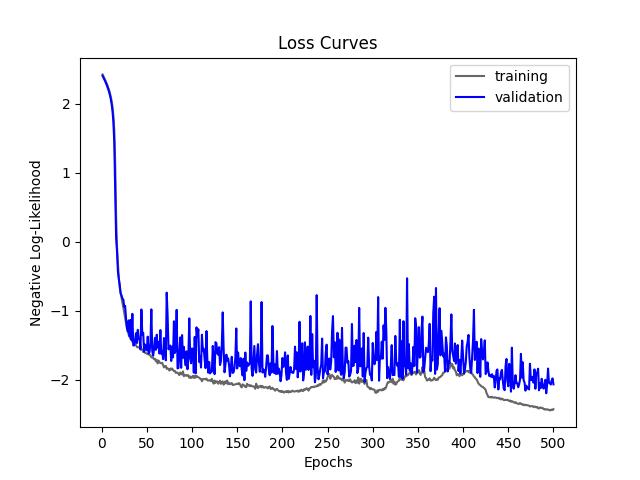 Loss Curves
training
validation
Negative Log-Likelihood
2
1
0
−1
−2
0 50 100 150 200 250 300 350 400 450 500
Epochs